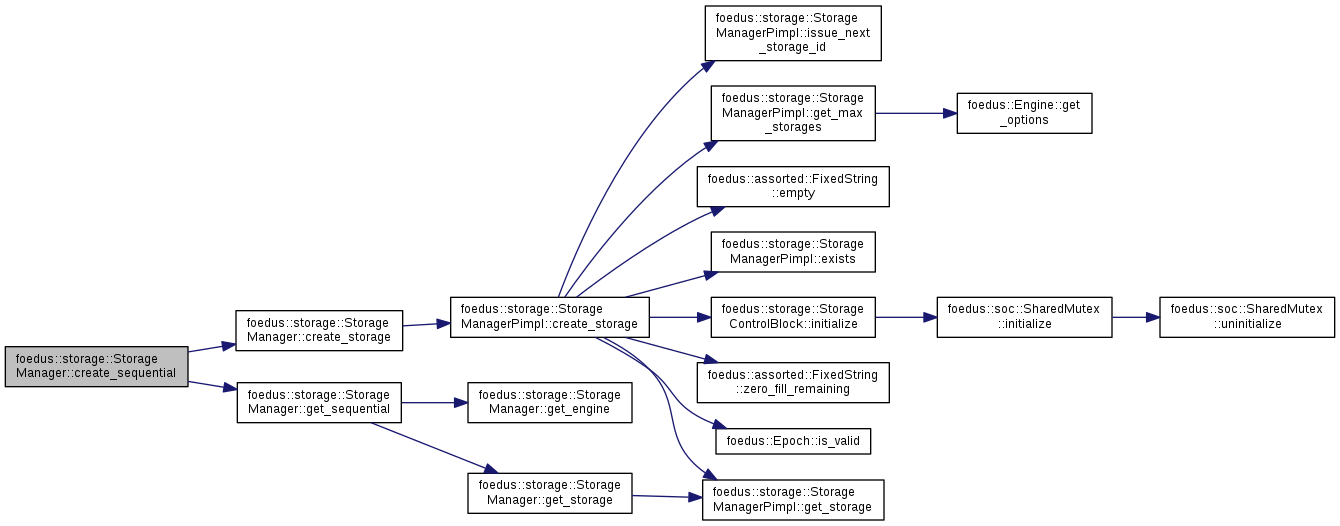 foedus::storage::Storage
ManagerPimpl::issue_next
_storage_id
foedus::storage::Storage
ManagerPimpl::get_max
_storages
foedus::Engine::get
_options
foedus::assorted::FixedString
::empty
foedus::storage::Storage
ManagerPimpl::exists
foedus::storage::Storage
ManagerPimpl::create_storage
foedus::storage::Storage
ControlBlock::initialize
foedus::soc::SharedMutex
::initialize
foedus::soc::SharedMutex
::uninitialize
foedus::storage::Storage
Manager::create_storage
foedus::storage::Storage
Manager::create_sequential
foedus::assorted::FixedString
::zero_fill_remaining
foedus::storage::Storage
Manager::get_sequential
foedus::storage::Storage
Manager::get_engine
foedus::Epoch::is_valid
foedus::storage::Storage
Manager::get_storage
foedus::storage::Storage
ManagerPimpl::get_storage